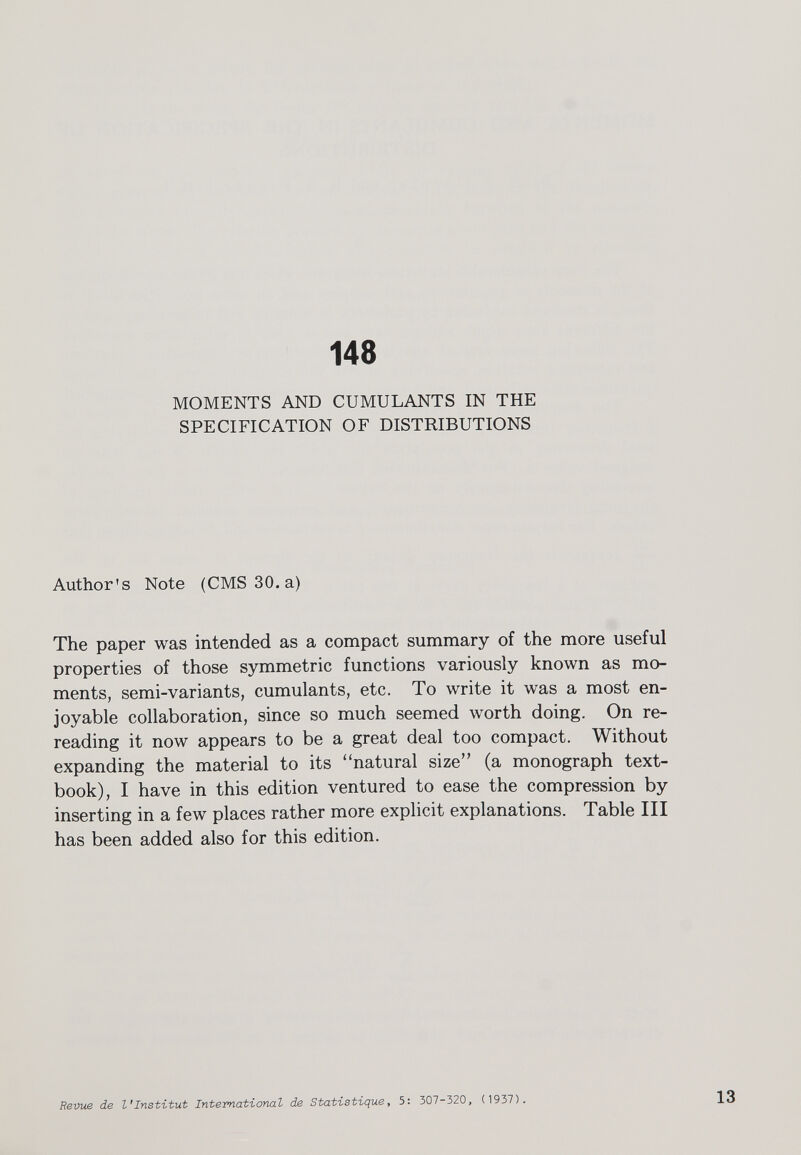 148
MOMENTS AND CUMULANTS IN THE
SPECIFICATION OF DISTRIBUTIONS
Author's Note (CMS 30.a)
The paper was intended as a compact summary of the more useful
properties of those symmetric functions variously known as mo-
ments, semi-variants, cumulants, etc. To write it was a most en-
joyable collaboration, since so much seemed worth doing. On re-
reading it now appears to be a great deal too compact. Without
expanding the material to its “natural size” (a monograph text-
book), I have in this edition ventured to ease the compression by
inserting in a few places rather more explicit explanations. Table III
has been added also for this edition.
Revue de l'Institut International de Statistique, 5: 307-320, (1937).
13